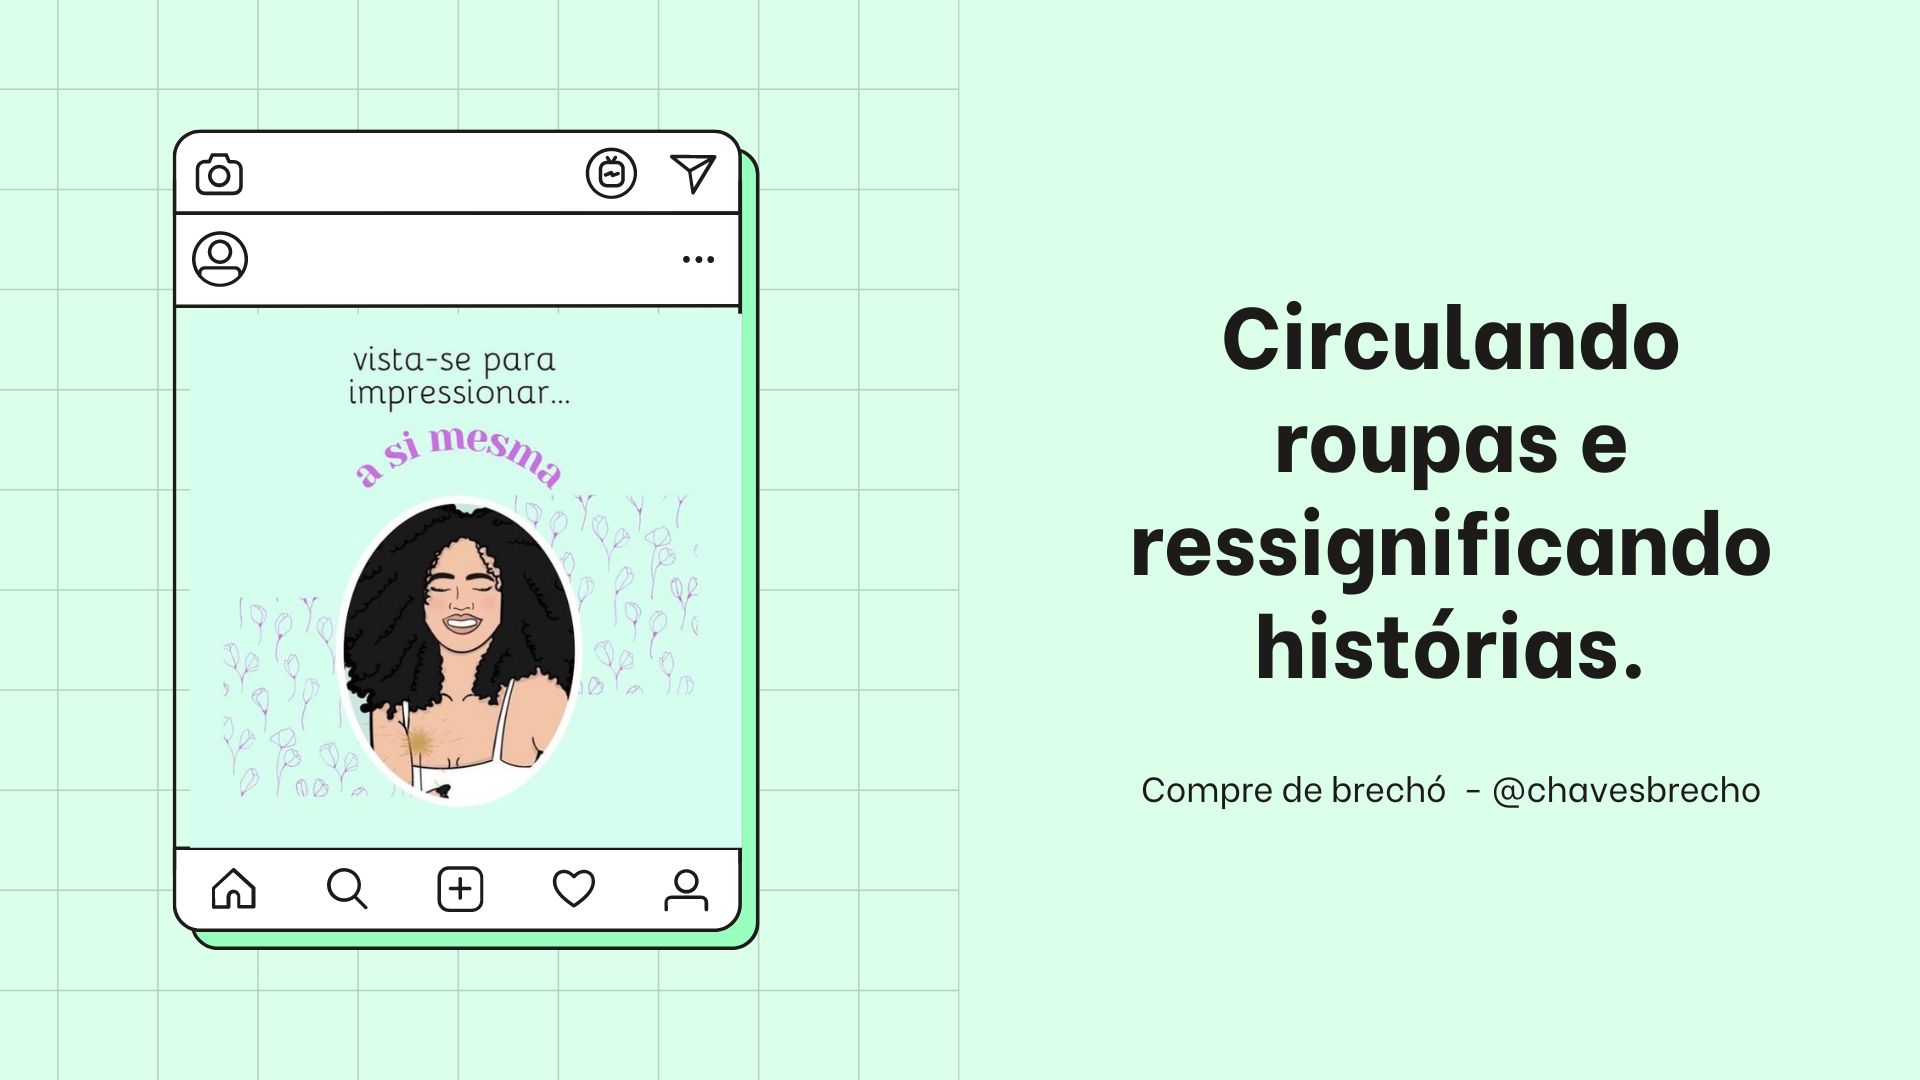 vista-se para
impressionar...
a si mesma
Circulando
roupas e
ressignificando
histórias.
Compre de brechó - @chavesbrecho